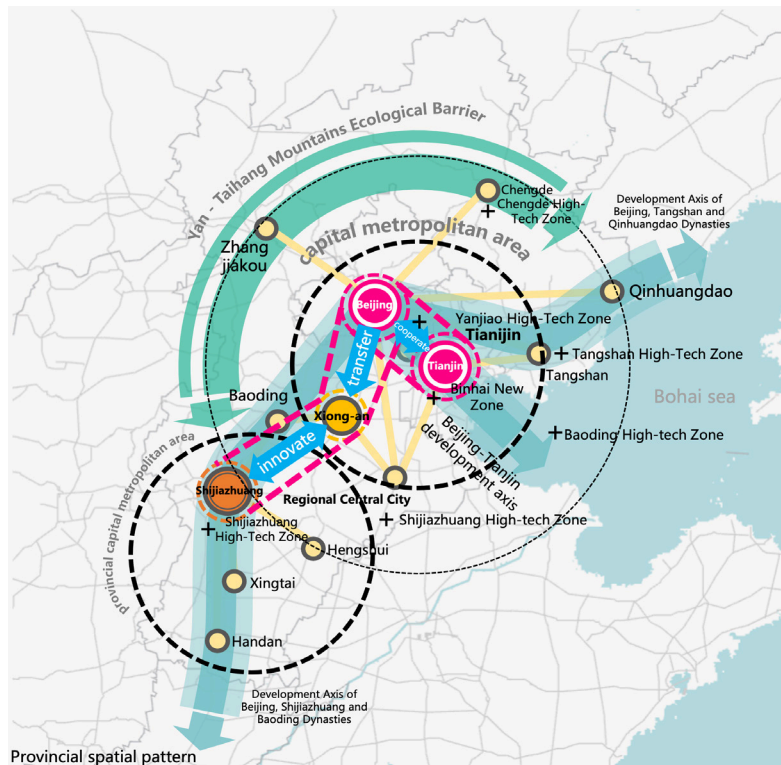 Yan - Taihang Mountains Ecological Barrier
Chengde
Chengde High-
Tech Zone
Development Axis of
Beijing, Tangshan and
Qinhuangdao Dynasties
capital metropolitan area
Zhang
jiakou
Beijing
Qinhuangdao
Yanjiao High-Tech Zone
Tianijin
cooperate
transfer
Tianjin
Tangshan High-Tech Zone
Tangshan
Binhai New
Zone
Bohai sea
Baoding
Xiong-an
Beijing-Tianjin
development axis
Baoding High-tech Zone
innovate
provincial capital metropolitan area
Shijiazhuang
Regional Central City
Shijiazhuang
High-Tech Zone
Shijiazhuang High-tech Zone
Hengshui
Xingtai
Handan
Development Axis of
Beijing, Shijiazhuang and
Baoding Dynasties
Provincial spatial pattern